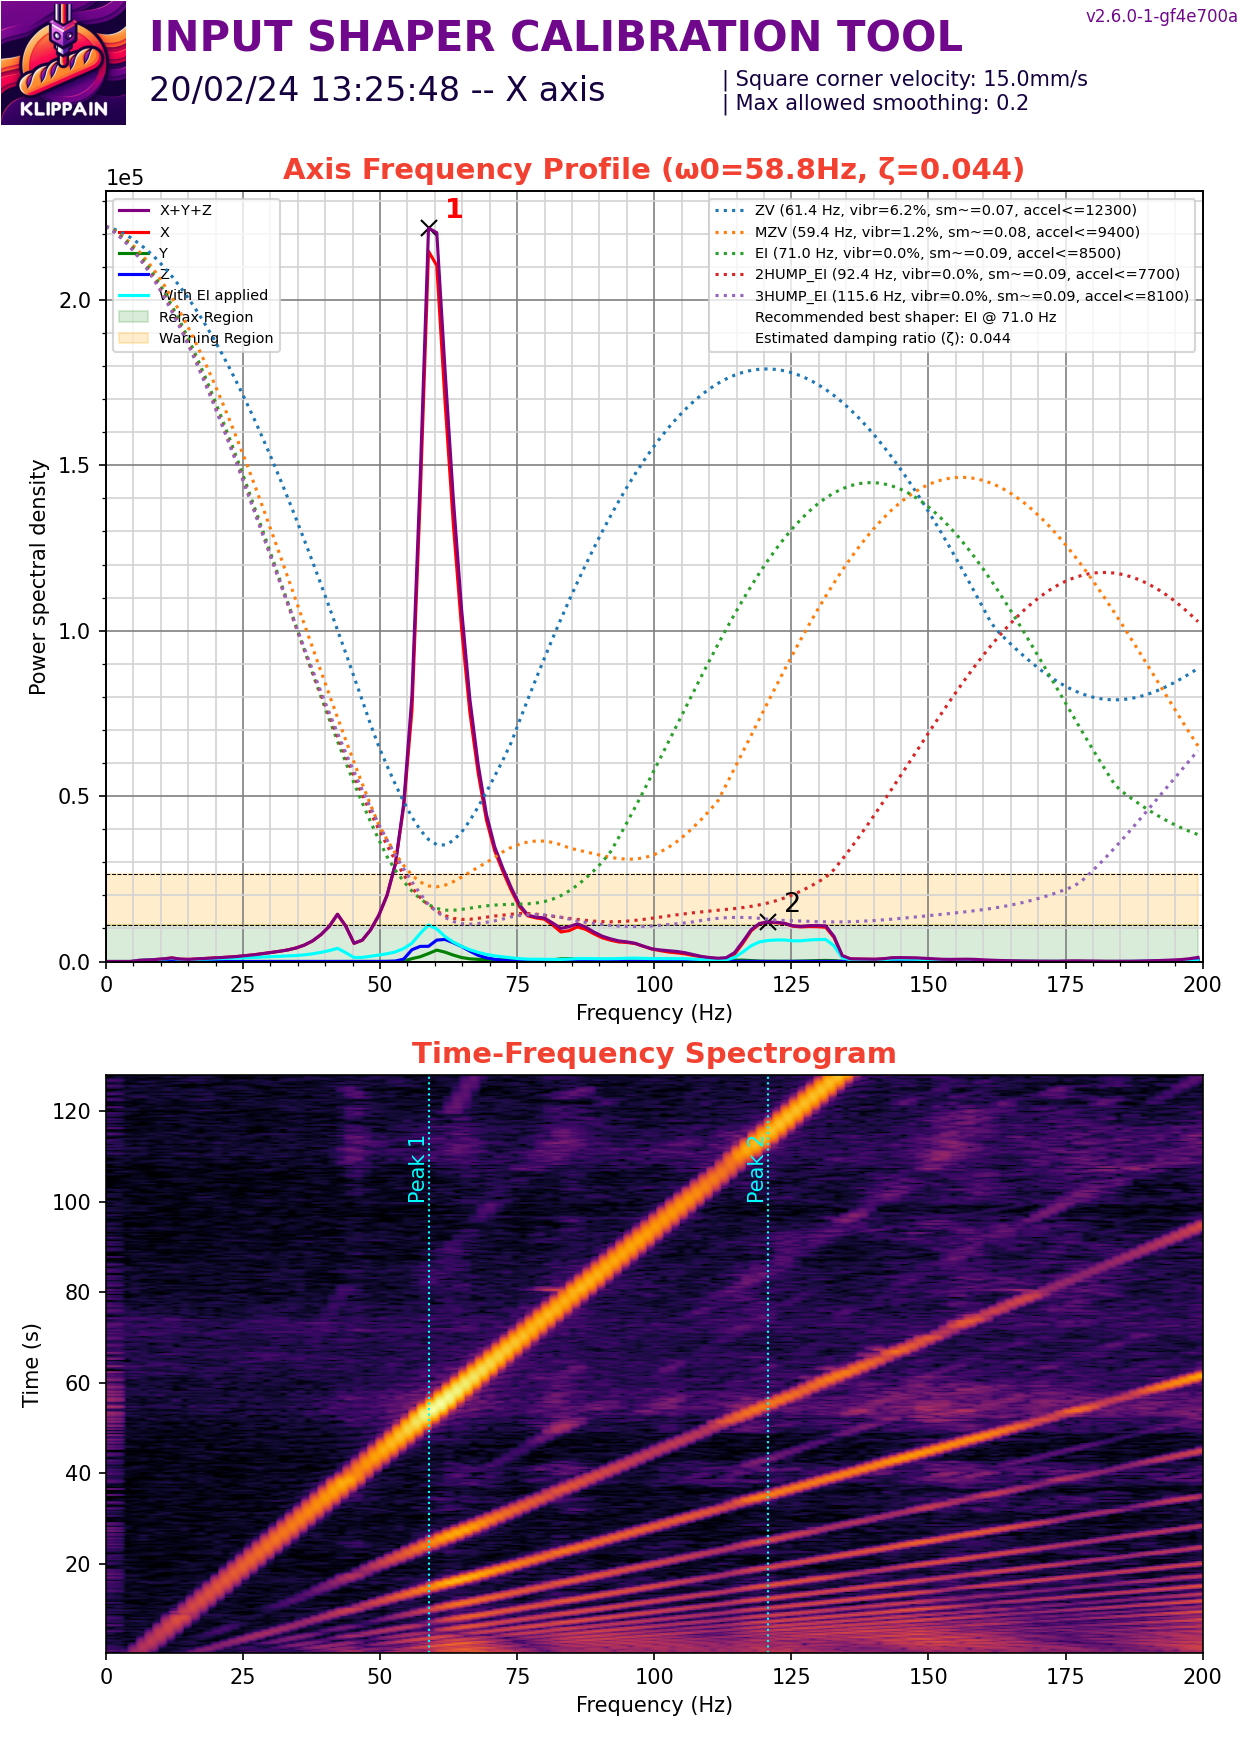 v2.6.0-1-gf4e700a
INPUT SHAPER CALIBRATION TOOL
20/02/24 13:25:48 -- X axis
| Square corner velocity: 15.0mm/s
| Max allowed smoothing: 0.2
KLIPPAIN
Axis Frequency Profile (ω0=58.8Hz, ζ=0.044)
1e5
X+Y+Z
X
Y
Z
With EI applied
Relax Region
Warning Region
1
ZV (61.4 Hz, vibr=6.2%, sm~=0.07, accel<=12300)
MZV (59.4 Hz, vibr=1.2%, sm~=0.08, accel<=9400)
EI (71.0 Hz, vibr=0.0%, sm~=0.09, accel<=8500)
2HUMP_EI (92.4 Hz, vibr=0.0%, sm~=0.09, accel<=7700)
3HUMP_EI (115.6 Hz, vibr=0.0%, sm~=0.09, accel<=8100)
Recommended best shaper: EI @ 71.0 Hz
Estimated damping ratio (ζ): 0.044
2.0
1.5
1.0
0.5
0.0
Power spectral density
2
0 25 50 75 100 125 150 175 200
Frequency (Hz)
Time-Frequency Spectrogram
120
100
80
60
40
20
Time (s)
Peak 1
Peak 2
0 25 50 75 100 125 150 175 200
Frequency (Hz)